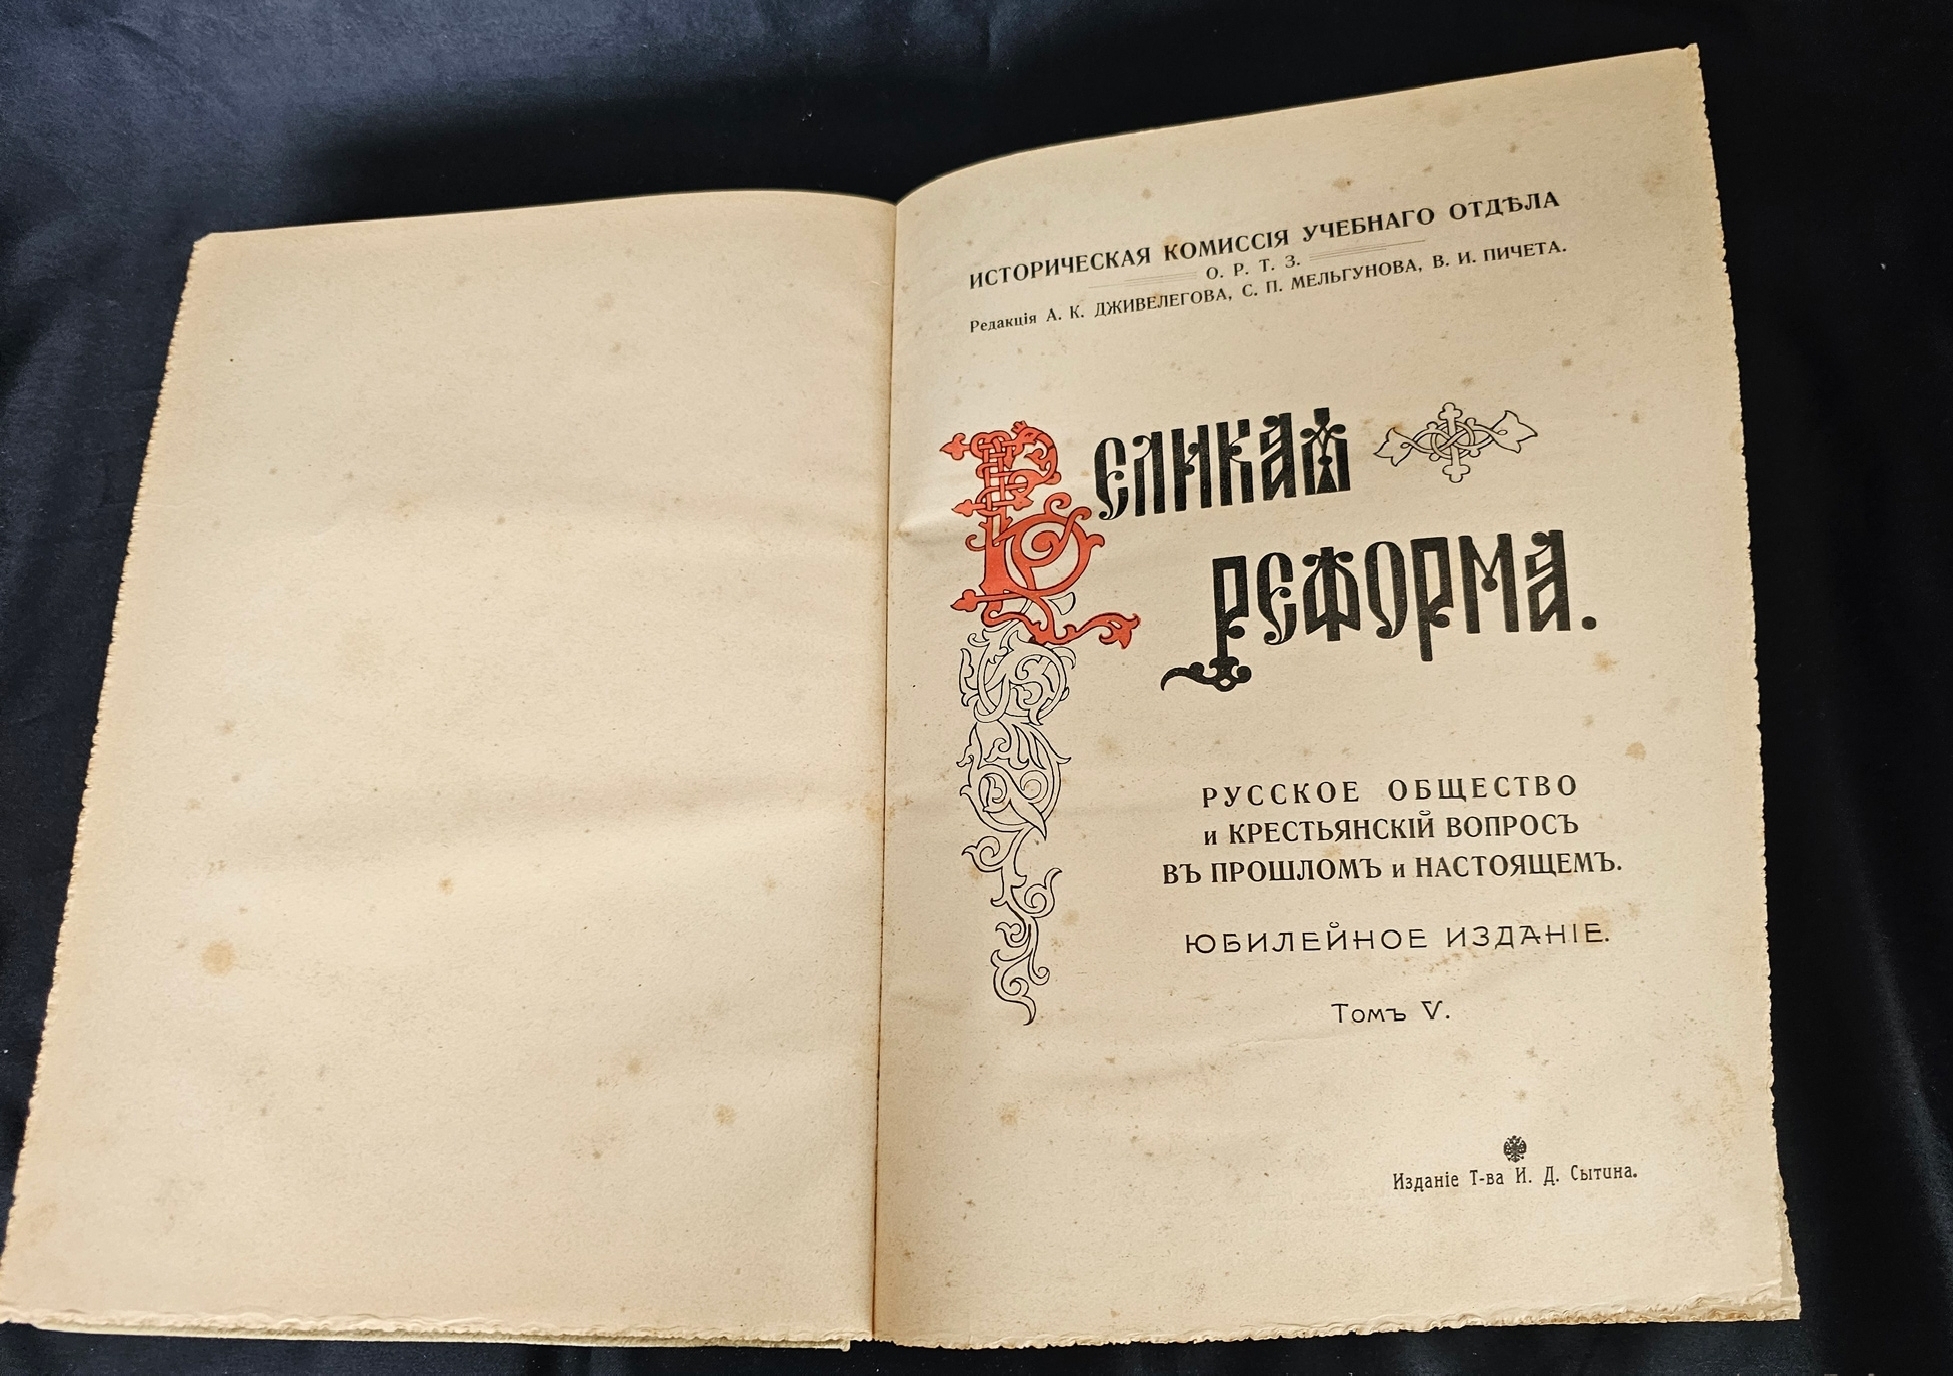 ИСТОРИЧЕСКАЯ КОМИССІЯ УЧЕБНАГО ОТДѢЛА
О. Р. Т. З.
Редакція А. К. ДЖИВЕЛЕГОВА, С. П. МЕЛЬГУНОВА, В. И. ПИЧЕТА.
ВЕЛИКАЯ
РЕФОРМА.
РУССКОЕ ОБЩЕСТВО
и КРЕСТЬЯНСКІЙ ВОПРОСЪ
ВЪ ПРОШЛОМЪ и НАСТОЯЩЕМЪ.
ЮБИЛЕЙНОЕ ИЗДАНІЕ.
Томъ V.
Изданіе Т-ва И. Д. Сытина.